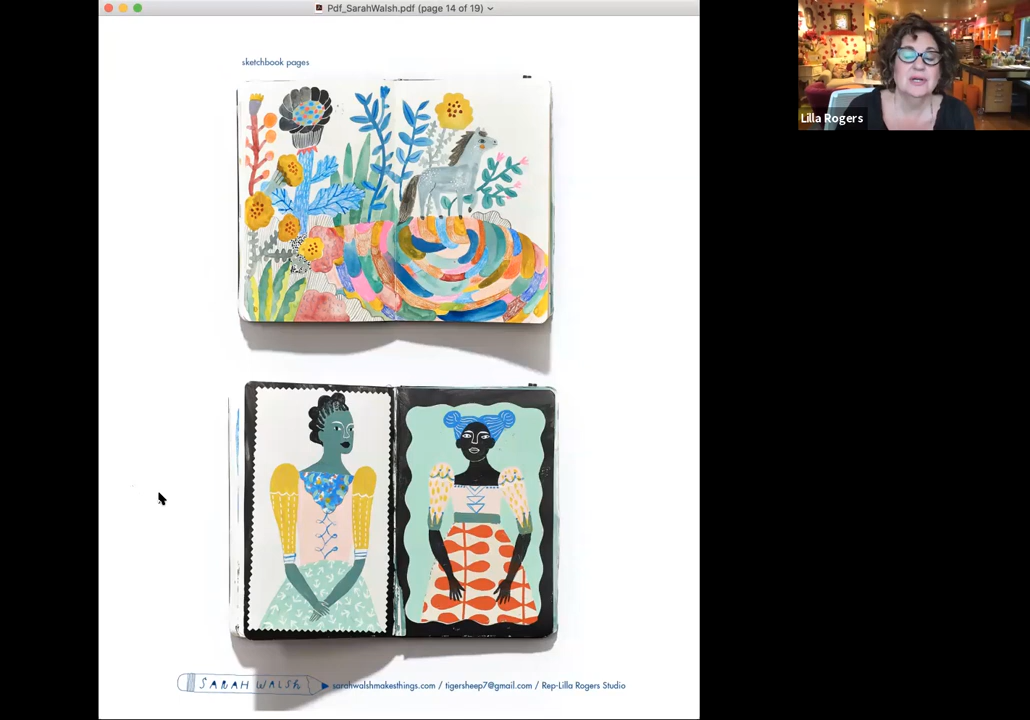 Pdf_SarahWalsh.pdf (page 14 of 19)
sketchbook pages
Lilla Rogers
SARAH WALSH
sarahwalshmakesthings.com / tigersheep7@gmail.com / Rep-Lilla Rogers Studio